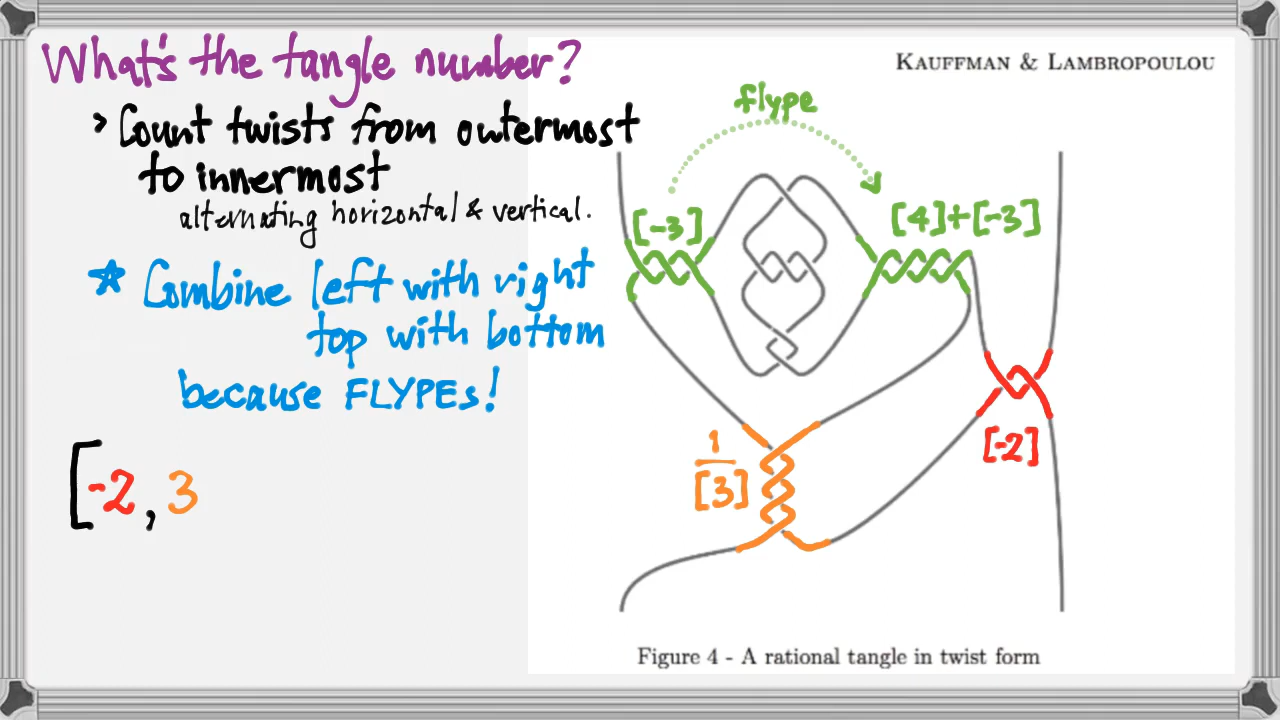 What's the tangle number?
> Count twists from outermost
to innermost
alternating horizontal & vertical.
★ Combine left with right
top with bottom
because FLYPEs!
[-2, 3
KAUFFMAN & LAMBROPOULOU
flype
[-3]
[4]+[-3]
1
[3]
[-2]
Figure 4 - A rational tangle in twist form